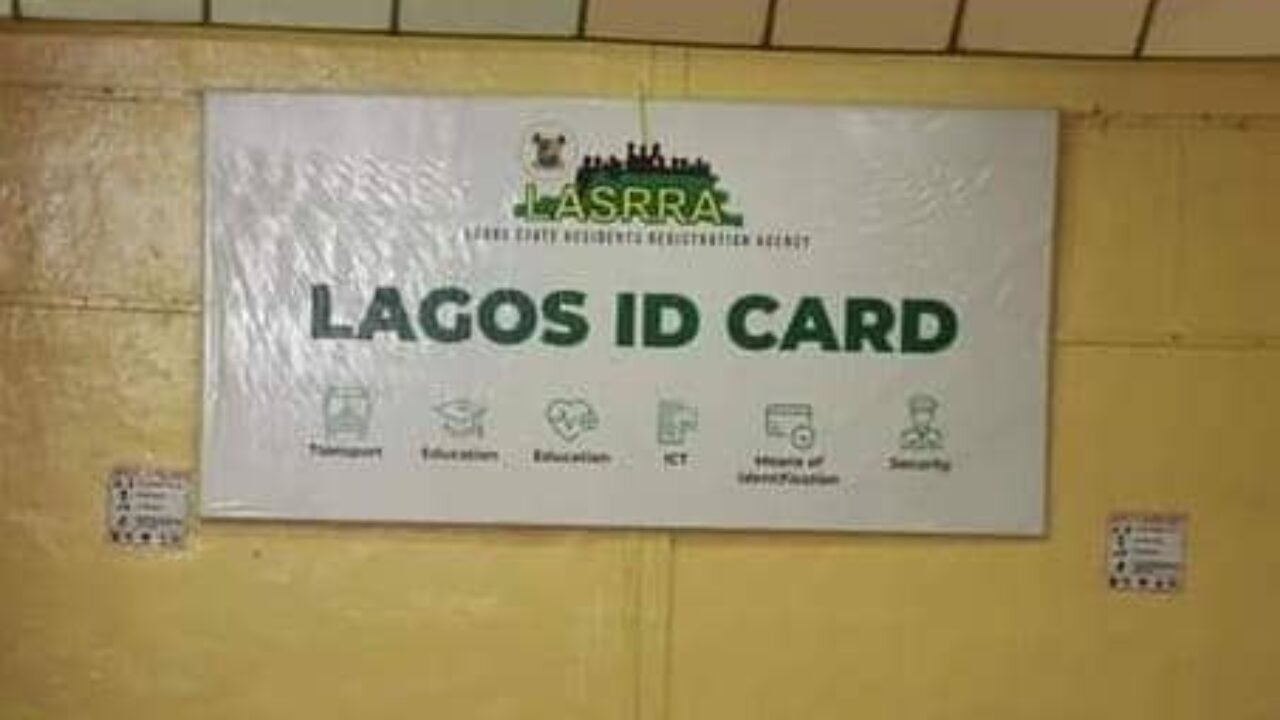 LASRRA
LAGOS STATE RESIDENTS REGISTRATION AGENCY
LAGOS ID CARD
Transport Education Education ICT Means of Security
Identification